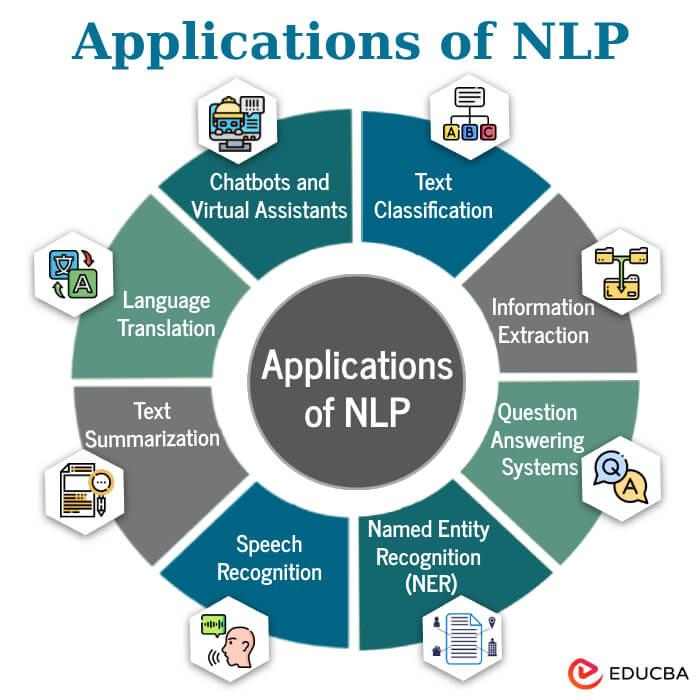 Applications of NLP
Chatbots and
Virtual Assistants
Text
Classification
A B C
Language
Translation
文
A
Information
Extraction
Applications
of NLP
Text
Summarization
Question
Answering
Systems
Q
A
Speech
Recognition
Named Entity
Recognition
(NER)
EDUCBA